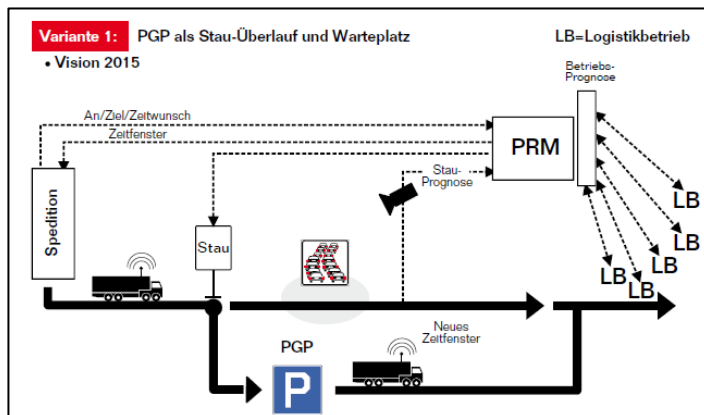 Variante 1: PGP als Stau-Überlauf und Warteplatz LB=Logistikbetrieb
• Vision 2015
Betriebs-
Prognose
An/Ziel/Zeitwunsch
Zeitfenster
PRM
Stau-
Prognose
Spedition
Stau
LB
LB
LB
LB
LB
Neues
Zeitfenster
PGP
P